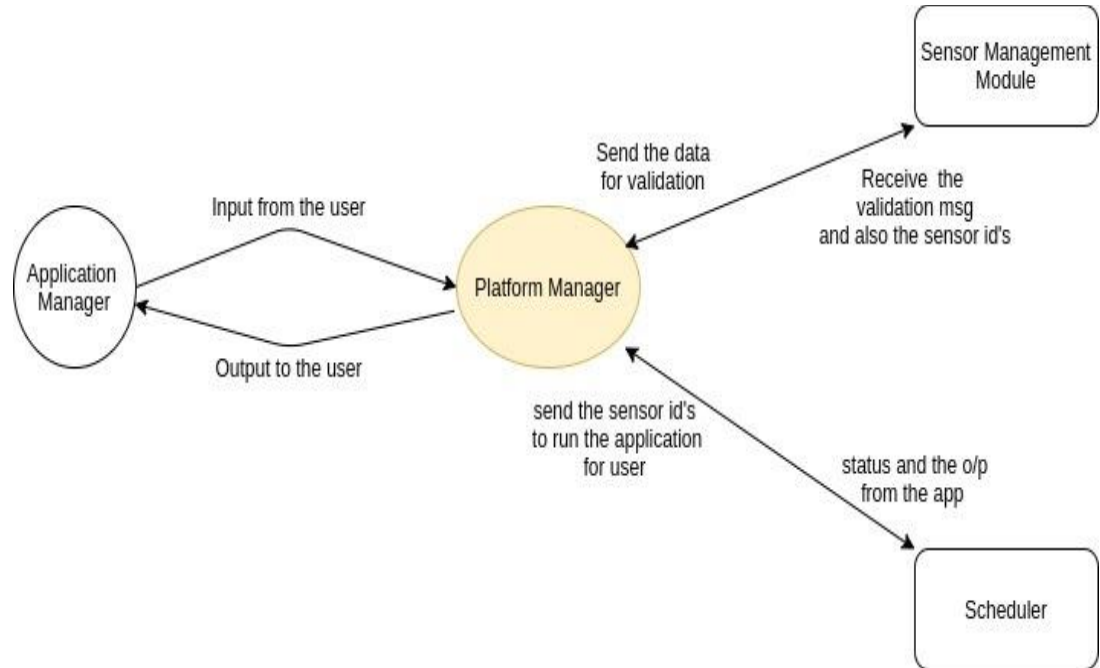 Sensor Management
Module
Send the data
for validation
Receive the
validation msg
and also the sensor id's
Input from the user
Application
Manager
Platform Manager
Output to the user
send the sensor id's
to run the application
for user
status and the o/p
from the app
Scheduler